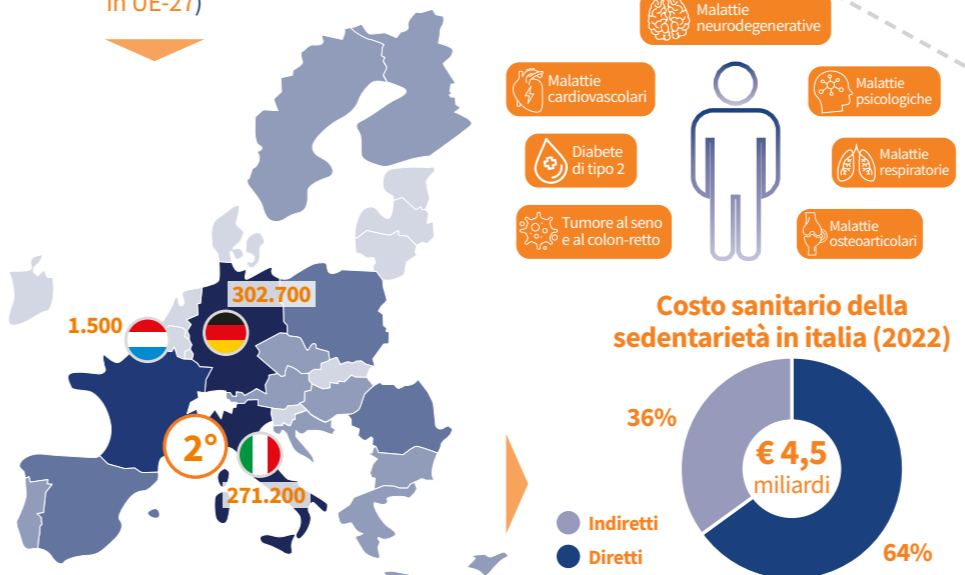 in UE-27)
1.500
302.700
2°
271.200
Malattie
neurodegenerative
Malattie
cardiovascolari
Malattie
psicologiche
Diabete
di tipo 2
Malattie
respiratorie
Tumore al seno
e al colon-retto
Malattie
osteoarticolari
Costo sanitario della
sedentarietà in italia (2022)
36%
€ 4,5
miliardi
Indiretti
Diretti
64%